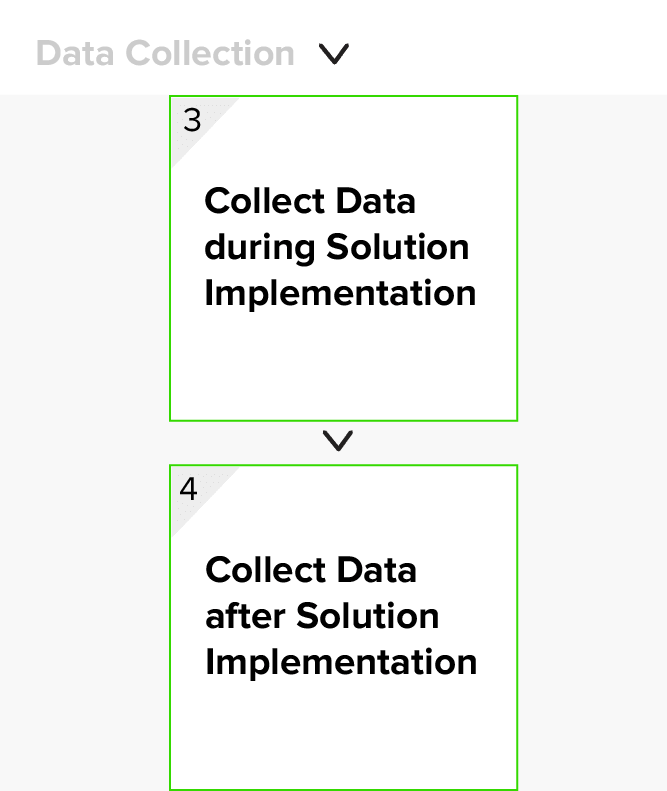 Data Collection
3
Collect Data
during Solution
Implementation
4
Collect Data
after Solution
Implementation